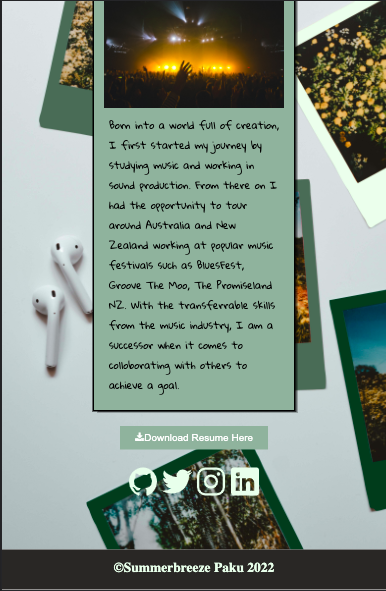 Born into a world full of creation,
I first started my journey by
studying music and working in
sound production. From there on I
had the opportunity to tour
around Australia and New
Zealand working at popular music
festivals such as BluesFest,
Groove The Moo, The Promiseland
NZ. With the transferrable skills
from the music industry, I am a
successor when it comes to
colloborating with others to
achieve a goal.
Download Resume Here
in
©Summerbreeze Paku 2022